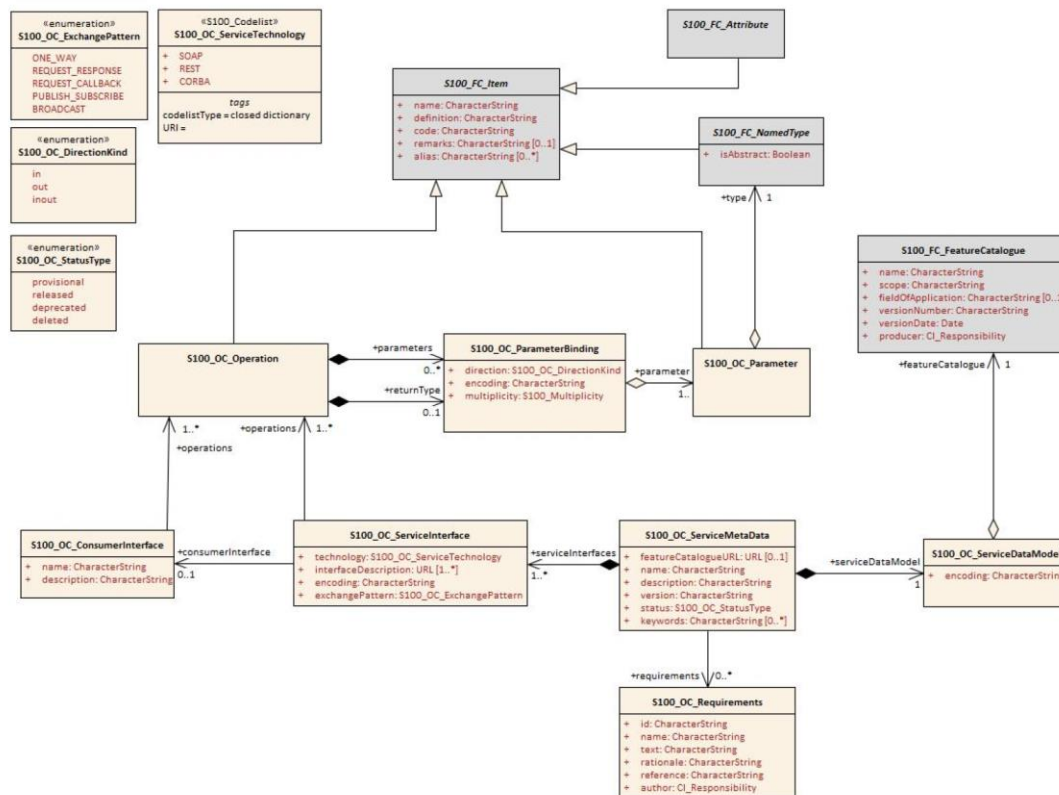 «enumeration»
S100_OC_ExchangePattern
ONE_WAY
REQUEST_RESPONSE
REQUEST_CALLBACK
PUBLISH_SUBSCRIBE
BROADCAST
«S100_Codelist»
S100_OC_ServiceTechnology
+ SOAP
+ REST
+ CORBA
tags
codelistType = closed dictionary
URI =
«enumeration»
S100_OC_DirectionKind
in
out
inout
«enumeration»
S100_OC_StatusType
provisional
released
deprecated
deleted
S100_FC_Attribute
S100_FC_Item
+ name: CharacterString
+ definition: CharacterString
+ code: CharacterString
+ remarks: CharacterString [0..1]
+ alias: CharacterString [0..*]
S100_FC_NamedType
+ isAbstract: Boolean
+type 1
S100_FC_FeatureCatalogue
+ name: CharacterString
+ scope: CharacterString
+ fieldOfApplication: CharacterString [0..
+ versionNumber: CharacterString
+ versionDate: Date
+ producer: CI_Responsibility
+featureCatalogue 1
S100_OC_Operation
+parameters
0..*
+returnType
0..1
S100_OC_ParameterBinding
+ direction: S100_OC_DirectionKind
+ encoding: CharacterString
+ multiplicity: S100_Multiplicity
+parameter
1..
S100_OC_Parameter
1..*
+operations
+operations 1..*
S100_OC_ConsumerInterface
+ name: CharacterString
+ description: CharacterString
+consumerInterface
0..1
S100_OC_ServiceInterface
+ technology: S100_OC_ServiceTechnology
+ interfaceDescription: URL [1..*]
+ encoding: CharacterString
+ exchangePattern: S100_OC_ExchangePattern
+serviceInterfaces
1..*
S100_OC_ServiceMetaData
+ featureCatalogueURL: URL [0..1]
+ name: CharacterString
+ description: CharacterString
+ version: CharacterString
+ status: S100_OC_StatusType
+ keywords: CharacterString [0..*]
+serviceDataModel
1
S100_OC_ServiceDataModel
+ encoding: CharacterString
+requirements 0..*
S100_OC_Requirements
+ id: CharacterString
+ name: CharacterString
+ text: CharacterString
+ rationale: CharacterString
+ reference: CharacterString
+ author: CI_Responsibility